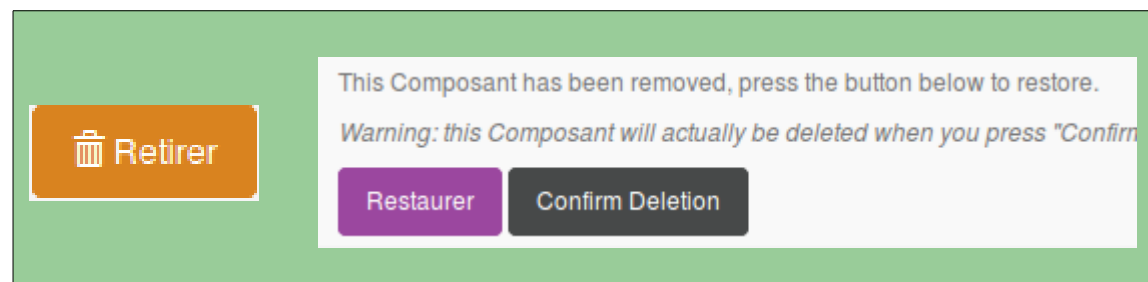 Retirer
This Composant has been removed, press the button below to restore.
Warning: this Composant will actually be deleted when you press "Confirm
Restaurer
Confirm Deletion